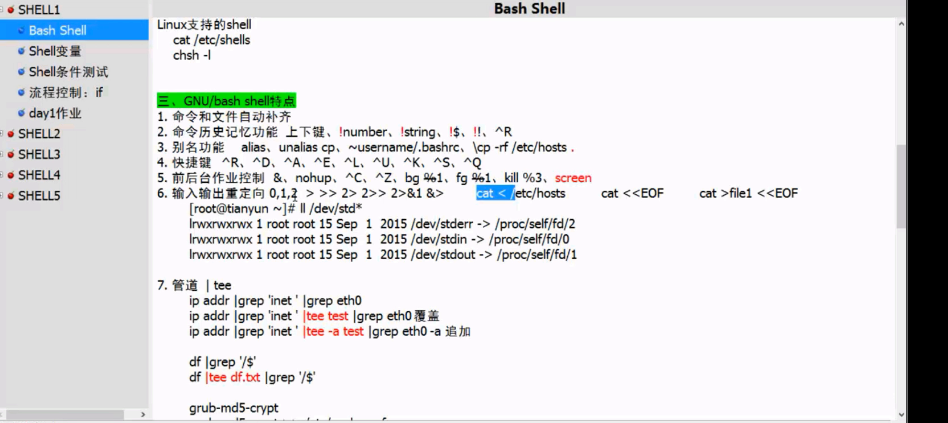 SHELL1
Bash Shell
Shell变量
Shell条件测试
流程控制：if
day1作业
SHELL2
SHELL3
SHELL4
SHELL5
Bash Shell
Linux支持的shell
cat /etc/shells
chsh -l
三、GNU/bash shell特点
1. 命令和文件自动补齐
2. 命令历史记忆功能 上下键、!number、!string、!$、!!、^R
3. 别名功能 alias、unalias cp、~username/.bashrc、\cp -rf /etc/hosts .
4. 快捷键 ^R、^D、^A、^E、^L、^U、^K、^S、^Q
5. 前后台作业控制 &、nohup、^C、^Z、bg %1、fg %1、kill %3、screen
6. 输入输出重定向 0,1,2 > >> 2> 2>> 2>&1 &> cat < /etc/hosts cat <<EOF cat >file1 <<EOF
[root@tianyun ~]# ll /dev/std*
lrwxrwxrwx 1 root root 15 Sep 1 2015 /dev/stderr -> /proc/self/fd/2
lrwxrwxrwx 1 root root 15 Sep 1 2015 /dev/stdin -> /proc/self/fd/0
lrwxrwxrwx 1 root root 15 Sep 1 2015 /dev/stdout -> /proc/self/fd/1
7. 管道 | tee
ip addr |grep 'inet ' |grep eth0
ip addr |grep 'inet ' |tee test |grep eth0 覆盖
ip addr |grep 'inet ' |tee -a test |grep eth0 -a 追加
df |grep '/$'
df |tee df.txt |grep '/$'
grub-md5-crypt